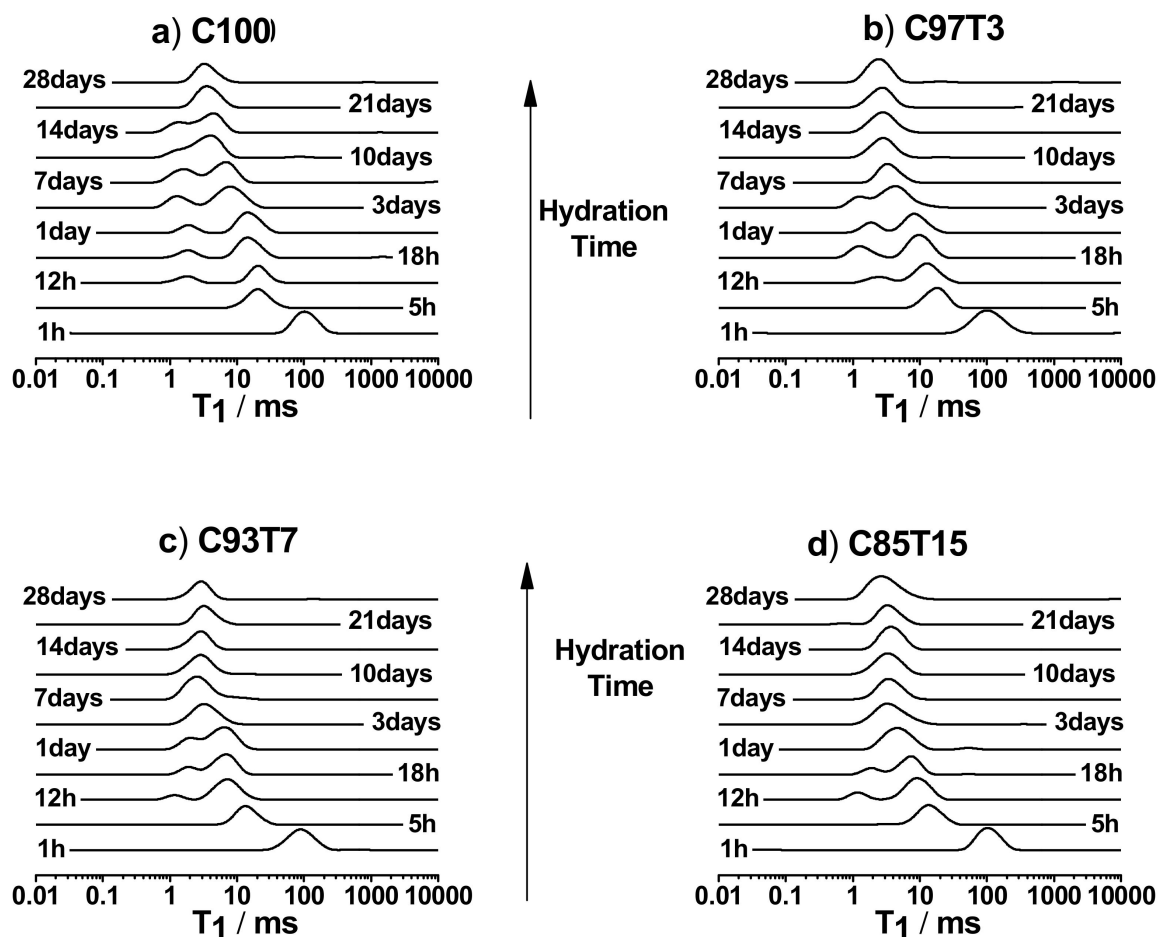 a) C100)
28days
21days
14days
10days
7days
3days
1day
18h
12h
5h
1h
0.01 0.1 1 10 100 1000 10000
T1 / ms
Hydration
Time
b) C97T3
28days
21days
14days
10days
7days
3days
1day
18h
12h
5h
1h
0.01 0.1 1 10 100 1000 10000
T1 / ms
c) C93T7
28days
21days
14days
10days
7days
3days
1day
18h
12h
5h
1h
0.01 0.1 1 10 100 1000 10000
T1 / ms
Hydration
Time
d) C85T15
28days
21days
14days
10days
7days
3days
1day
18h
12h
5h
1h
0.01 0.1 1 10 100 1000 10000
T1 / ms